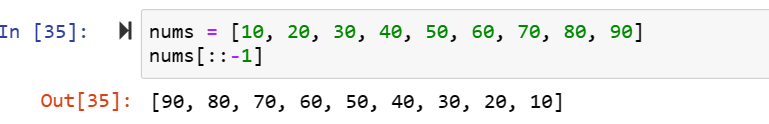 In [35]: nums = [10, 20, 30, 40, 50, 60, 70, 80, 90]
nums[::-1]
Out[35]: [90, 80, 70, 60, 50, 40, 30, 20, 10]